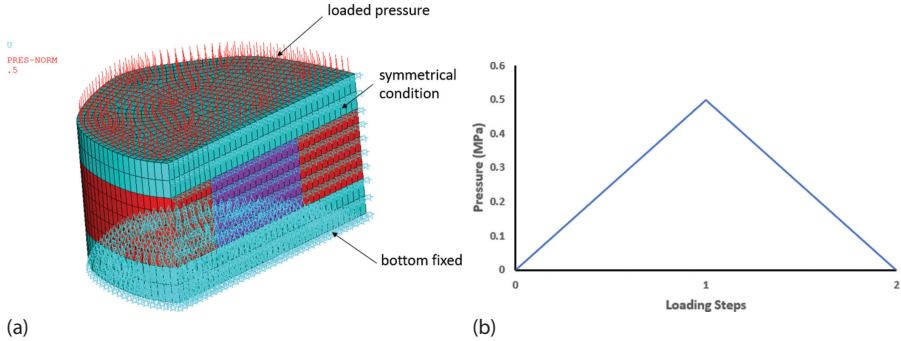 loaded pressure
U
PRES-NORM
.5
symmetrical
condition
bottom fixed
(a)
0.6
0.5
0.4
0.3
0.2
0.1
0
Pressure (MPa)
0
1
2
Loading Steps
(b)